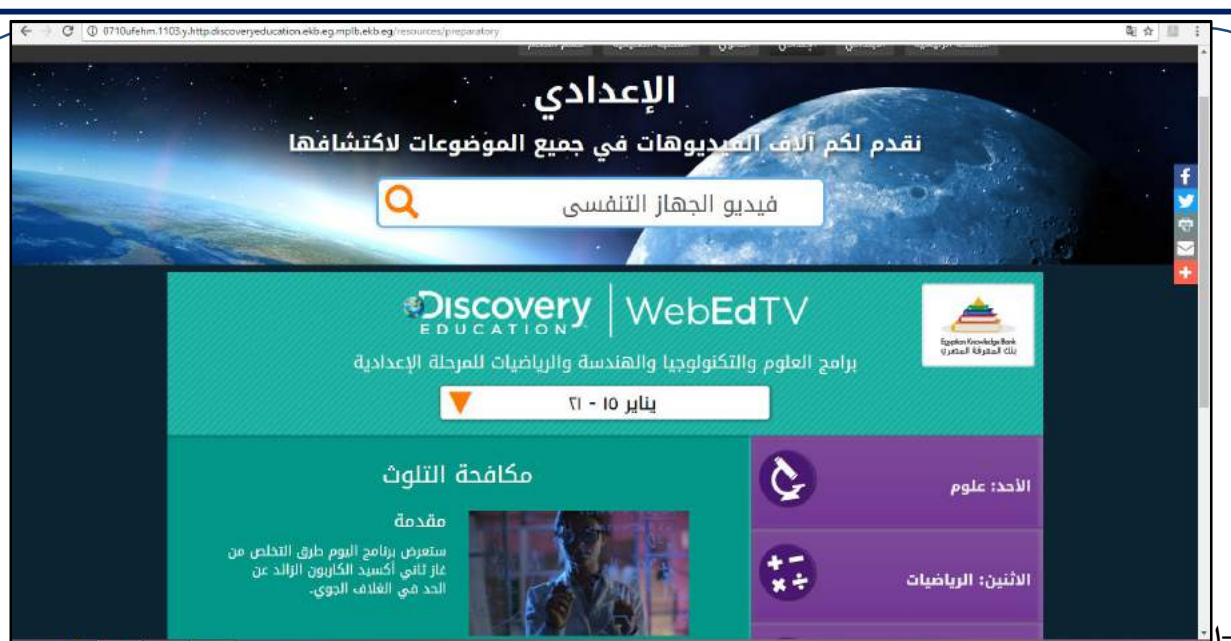 0710ufehm.1103.y.http.discoveryeducation.ekb.eg.mplb.ekb.eg/resources/preparatory
الإعدادي
نقدم لكم آلاف الفيديوهات في جميع الموضوعات لاكتشافها
فيديو الجهاز التنفسى
f
Discovery EDUCATION | WebEdTV
Egyptian Knowledge Bank
بنك المعرفة المصري
برامج العلوم والتكنولوجيا والهندسة والرياضيات للمرحلة الإعدادية
يناير ١٥ - ٢١
الأحد: علوم
الاثنين: الرياضيات
مكافحة التلوث
مقدمة
ستعرض برنامج اليوم طرق التخلص من
غاز ثاني أكسيد الكاربون الزائد عن
الحد في الغلاف الجوي.